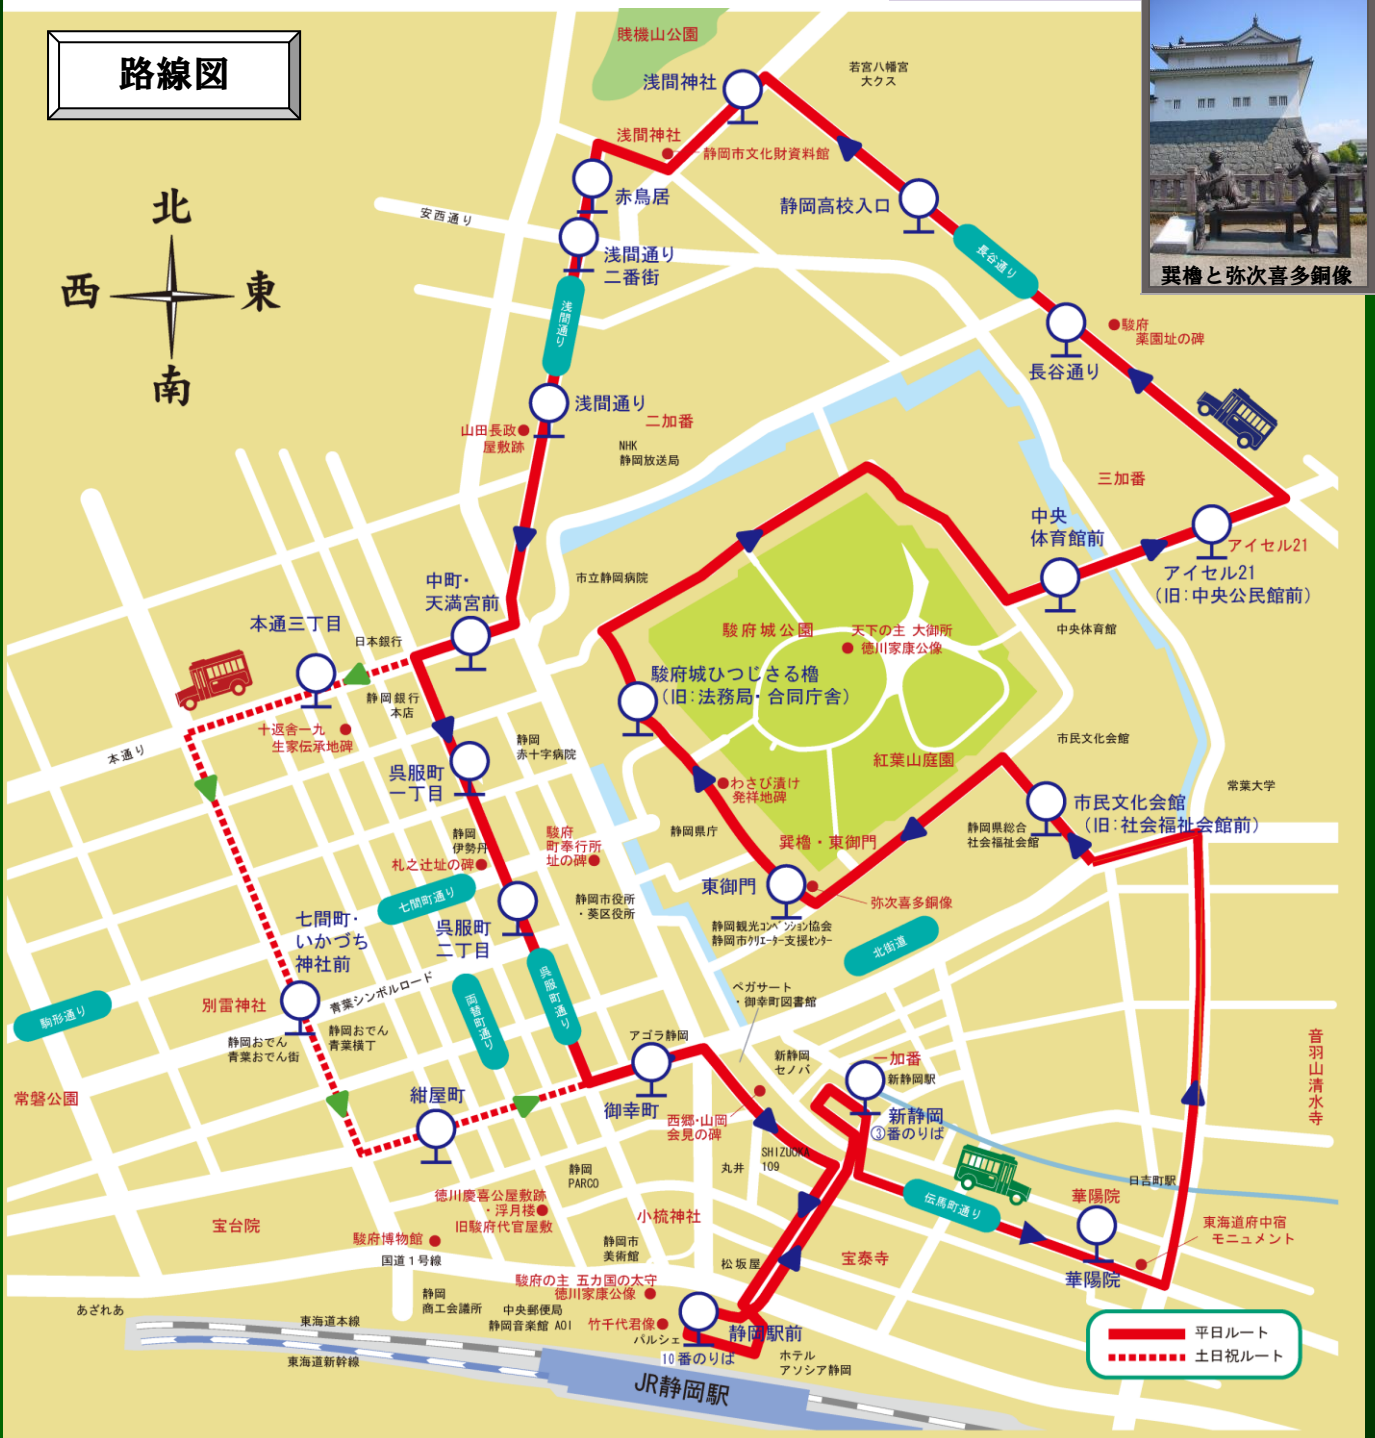 路線図
賎機山公園
浅間神社
若宮八幡宮
大クス
浅間神社
静岡市文化財資料館
赤鳥居
静岡高校入口
安西通り
浅間通り
二番街
長谷通り
巽櫓と弥次喜多銅像
北
西
東
南
浅間通り
駿府
薬園址の碑
長谷通り
浅間通り
二加番
山田長政
屋敷跡
NHK
静岡放送局
三加番
中央
体育館前
アイセル21
アイセル21
(旧:中央公民館前)
市立静岡病院
中町・
天満宮前
本通三丁目
日本銀行
中央体育館
駿府城公園
天下の主 大御所
徳川家康公像
駿府城ひつじさる櫓
(旧:法務局・合同庁舎)
静岡銀行
本店
十返舎一九
生家伝承地碑
本通り
静岡
赤十字病院
市民文化会館
紅葉山庭園
呉服町
一丁目
わさび漬け
発祥地碑
常葉大学
市民文化会館
(旧:社会福祉会館前)
静岡県総合
社会福祉会館
静岡
伊勢丹
駿府
町奉行所
址の碑
静岡県庁
巽櫓・東御門
札之辻址の碑
東御門
七間町通り
静岡市役所
・葵区役所
弥次喜多銅像
七間町・
いかづち
神社前
呉服町
二丁目
静岡観光コンベンション協会
静岡市クリエーター支援センター
北街道
呉服町通り
青葉シンボルロード
両替町通り
ペガサート
・御幸町図書館
別雷神社
駒形通り
静岡おでん
青葉おでん街
静岡おでん
青葉横丁
アゴラ静岡
新静岡
セノバ
一加番
新静岡駅
音羽山清水寺
常磐公園
紺屋町
御幸町
西郷・山岡
会見の碑
新静岡
③番のりば
丸井
SHIZUOKA
109
静岡
PARCO
日吉町駅
伝馬町通り
華陽院
徳川慶喜公屋敷跡
・浮月楼
旧駿府代官屋敷
宝台院
小梳神社
東海道府中宿
モニュメント
駿府博物館
国道1号線
静岡市
美術館
松坂屋
宝泰寺
華陽院
駿府の主 五カ国の太守
徳川家康公像
静岡
商工会議所
中央郵便局
静岡音楽館 AOI
竹千代君像
パルシェ
静岡駅前
10番のりば
あざれあ
東海道本線
東海道新幹線
ホテル
アソシア静岡
JR静岡駅
平日ルート
土日祝ルート